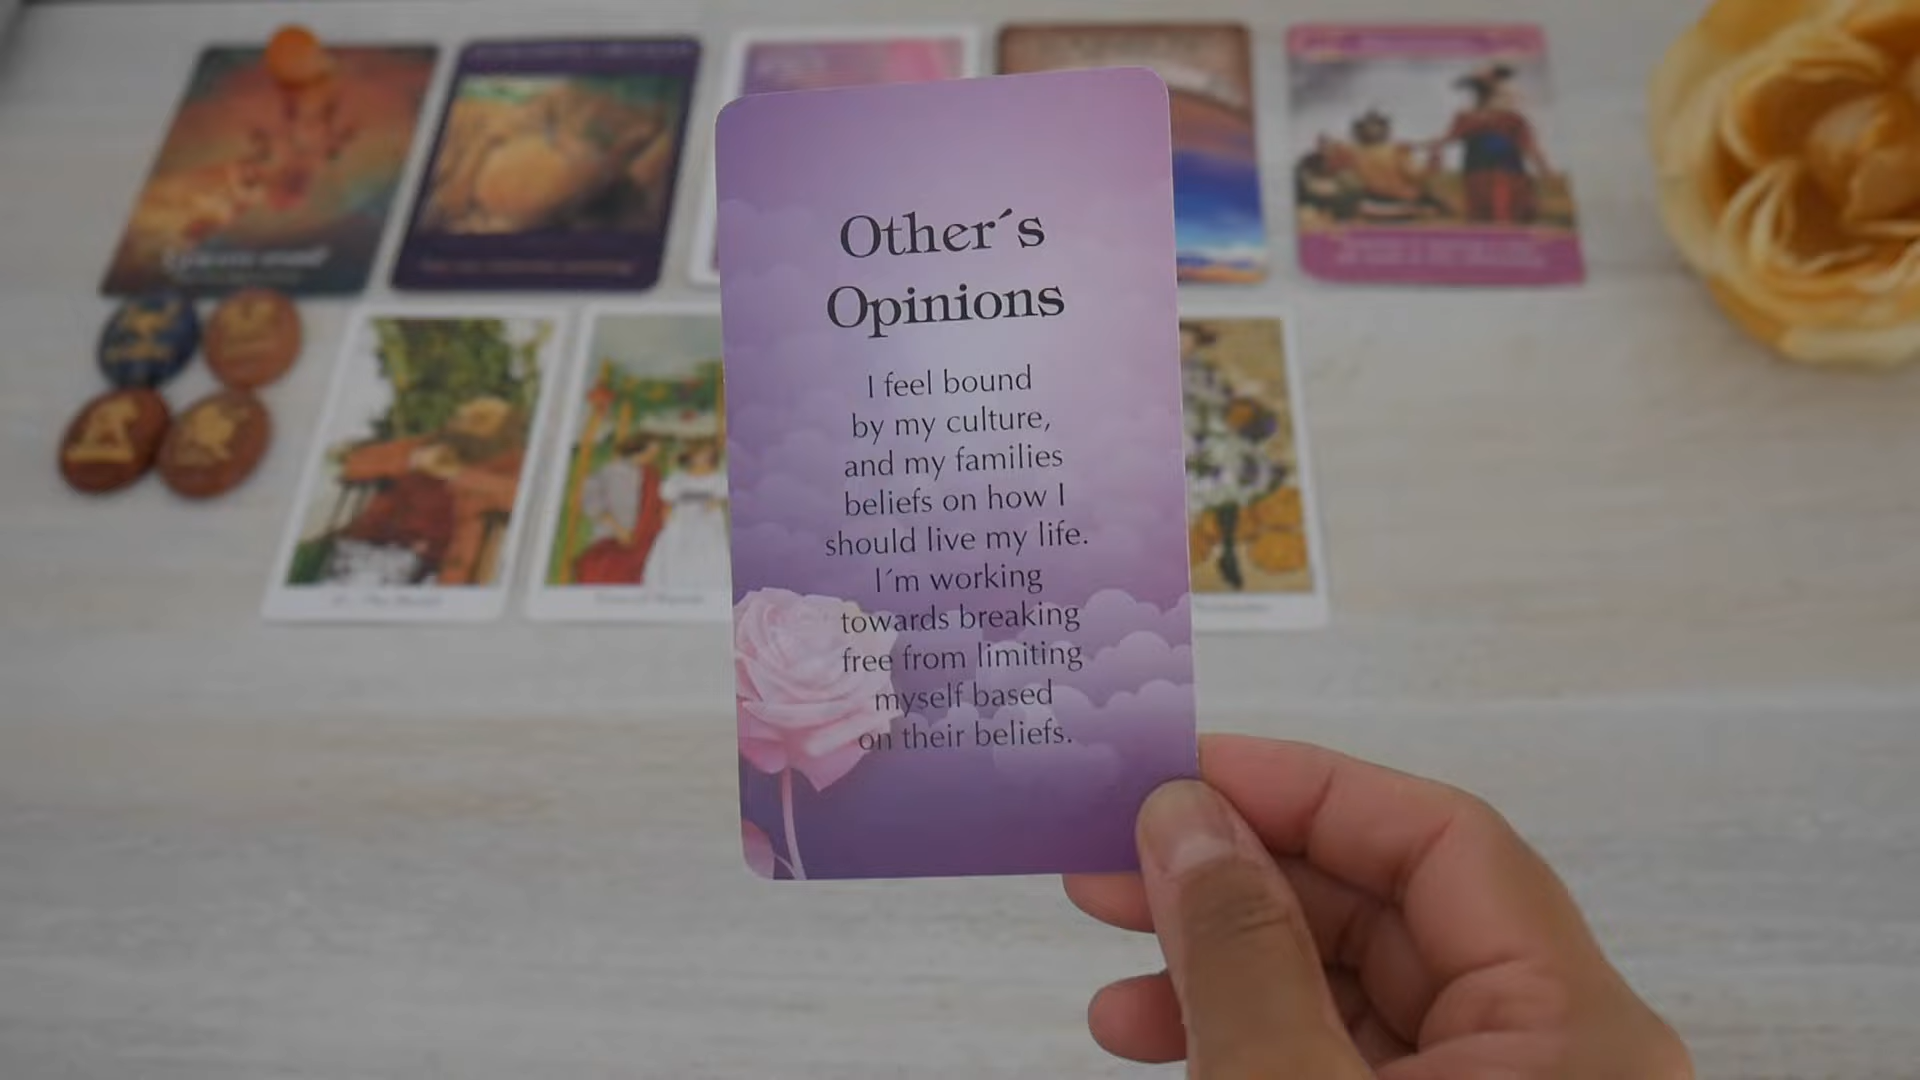 Other´s
Opinions
I feel bound
by my culture,
and my families
beliefs on how I
should live my life.
I´m working
towards breaking
free from limiting
myself based
on their beliefs.